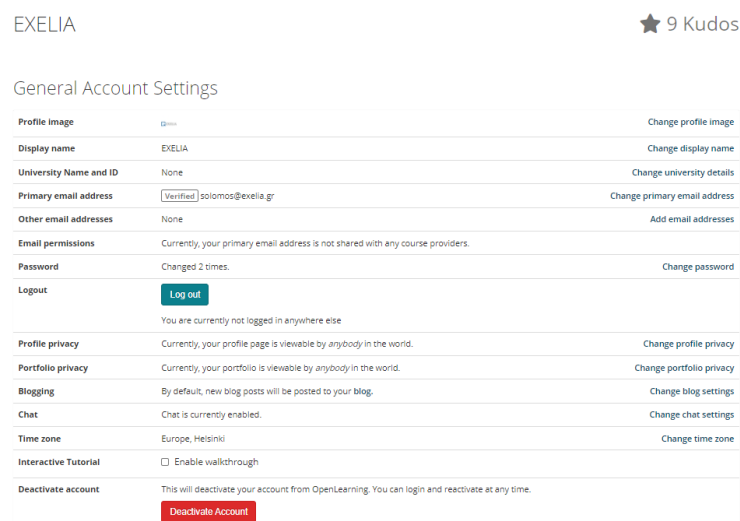 EXELIA
9 Kudos
General Account Settings
Profile image
Change profile image
Display name EXELIA Change display name
University Name and ID None Change university details
Primary email address Verified solomos@exelia.gr Change primary email address
Other email addresses None Add email addresses
Email permissions Currently, your primary email address is not shared with any course providers.
Password Changed 2 times. Change password
Logout Log out
You are currently not logged in anywhere else
Profile privacy Currently, your profile page is viewable by anybody in the world. Change profile privacy
Portfolio privacy Currently, your portfolio is viewable by anybody in the world. Change portfolio privacy
Blogging By default, new blog posts will be posted to your blog. Change blog settings
Chat Chat is currently enabled. Change chat settings
Time zone Europe, Helsinki Change time zone
Interactive Tutorial Enable walkthrough
Deactivate account This will deactivate your account from OpenLearning. You can login and reactivate at any time.
Deactivate Account